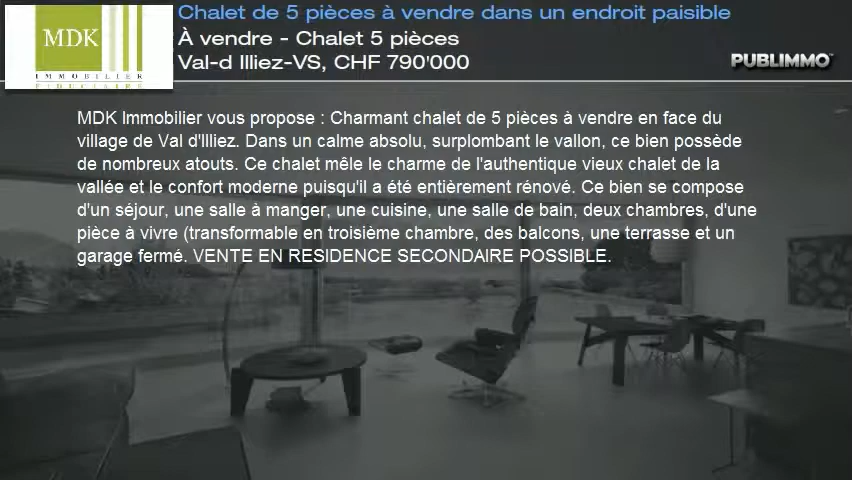 MDK
IMMOBILIER
FIDUCIAIRE
Chalet de 5 pièces à vendre dans un endroit paisible
À vendre - Chalet 5 pièces
Val-d Illiez-VS, CHF 790'000
PUBLIMMO
MDK Immobilier vous propose : Charmant chalet de 5 pièces à vendre en face du
village de Val d'Illiez. Dans un calme absolu, surplombant le vallon, ce bien possède
de nombreux atouts. Ce chalet mêle le charme de l'authentique vieux chalet de la
vallée et le confort moderne puisqu'il a été entièrement rénové. Ce bien se compose
d'un séjour, une salle à manger, une cuisine, une salle de bain, deux chambres, d'une
pièce à vivre (transformable en troisième chambre, des balcons, une terrasse et un
garage fermé. VENTE EN RESIDENCE SECONDAIRE POSSIBLE.